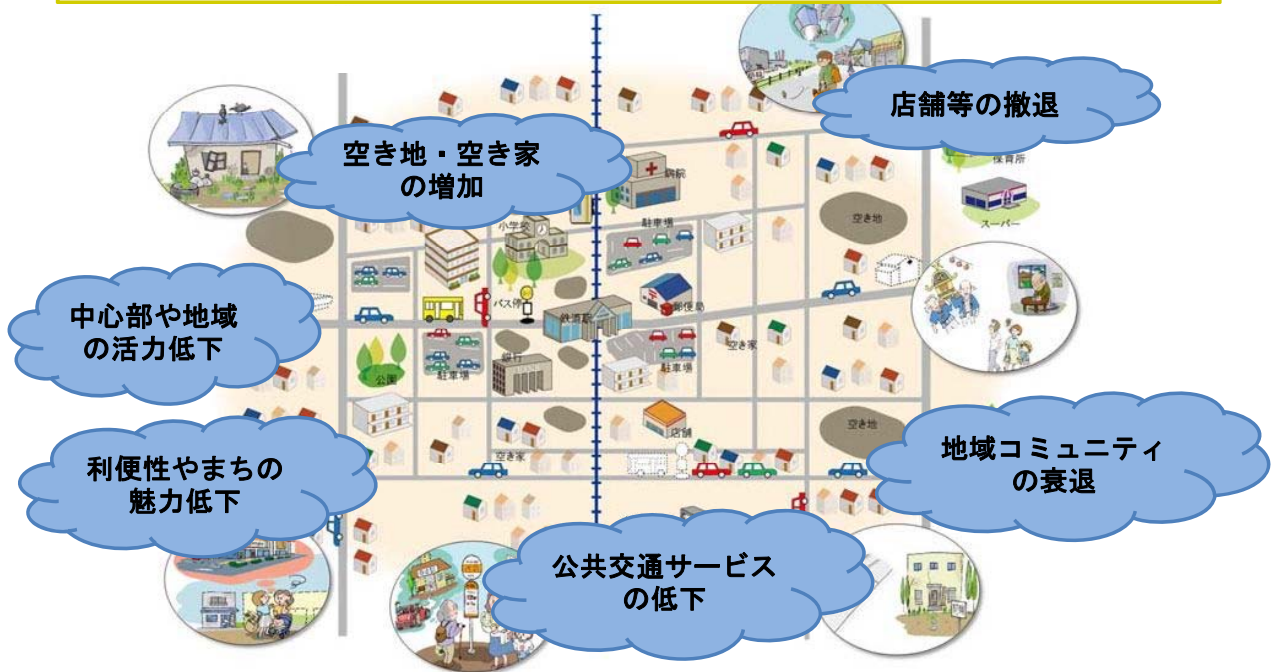 店舗等の撤退
空き地・空き家
の増加
保育所
病院
スーパー
小学校
駐車場
空き地
中心部や地域
の活力低下
バス停
鉄道駅
郵便局
銀行
空き家
公園
駐車場
駐車場
店舗
空き地
地域コミュニティ
の衰退
空き家
利便性やまちの
魅力低下
公共交通サービス
の低下